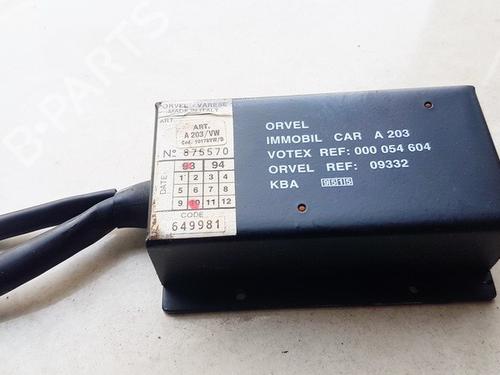 ORVEL - VARESE
MADE IN ITALY
ART.
ART.
A 203/VW
Nº 875570
DATE
93 94
1 2 3 4
5 6 7 8
9 10 11 12
CODE
649981
ORVEL
IMMOBIL CAR A 203
VOTEX REF: 000 054 604
ORVEL REF: 09332
KBA 91515